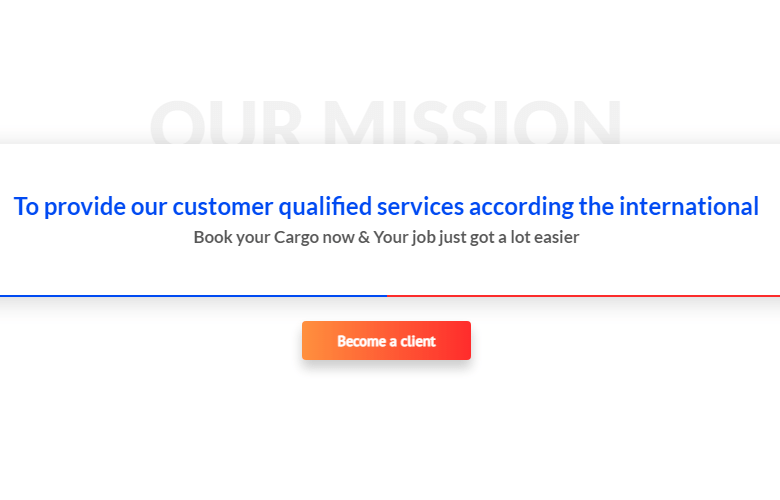 OUR MISSION
To provide our customer qualified services according the international
Book your Cargo now & Your job just got a lot easier
Become a client